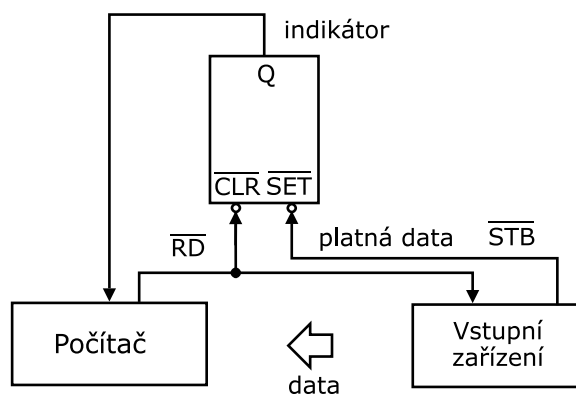 indikátor
Q
CLR SET
RD
platná data
STB
Počítač
Vstupní
zařízení
data